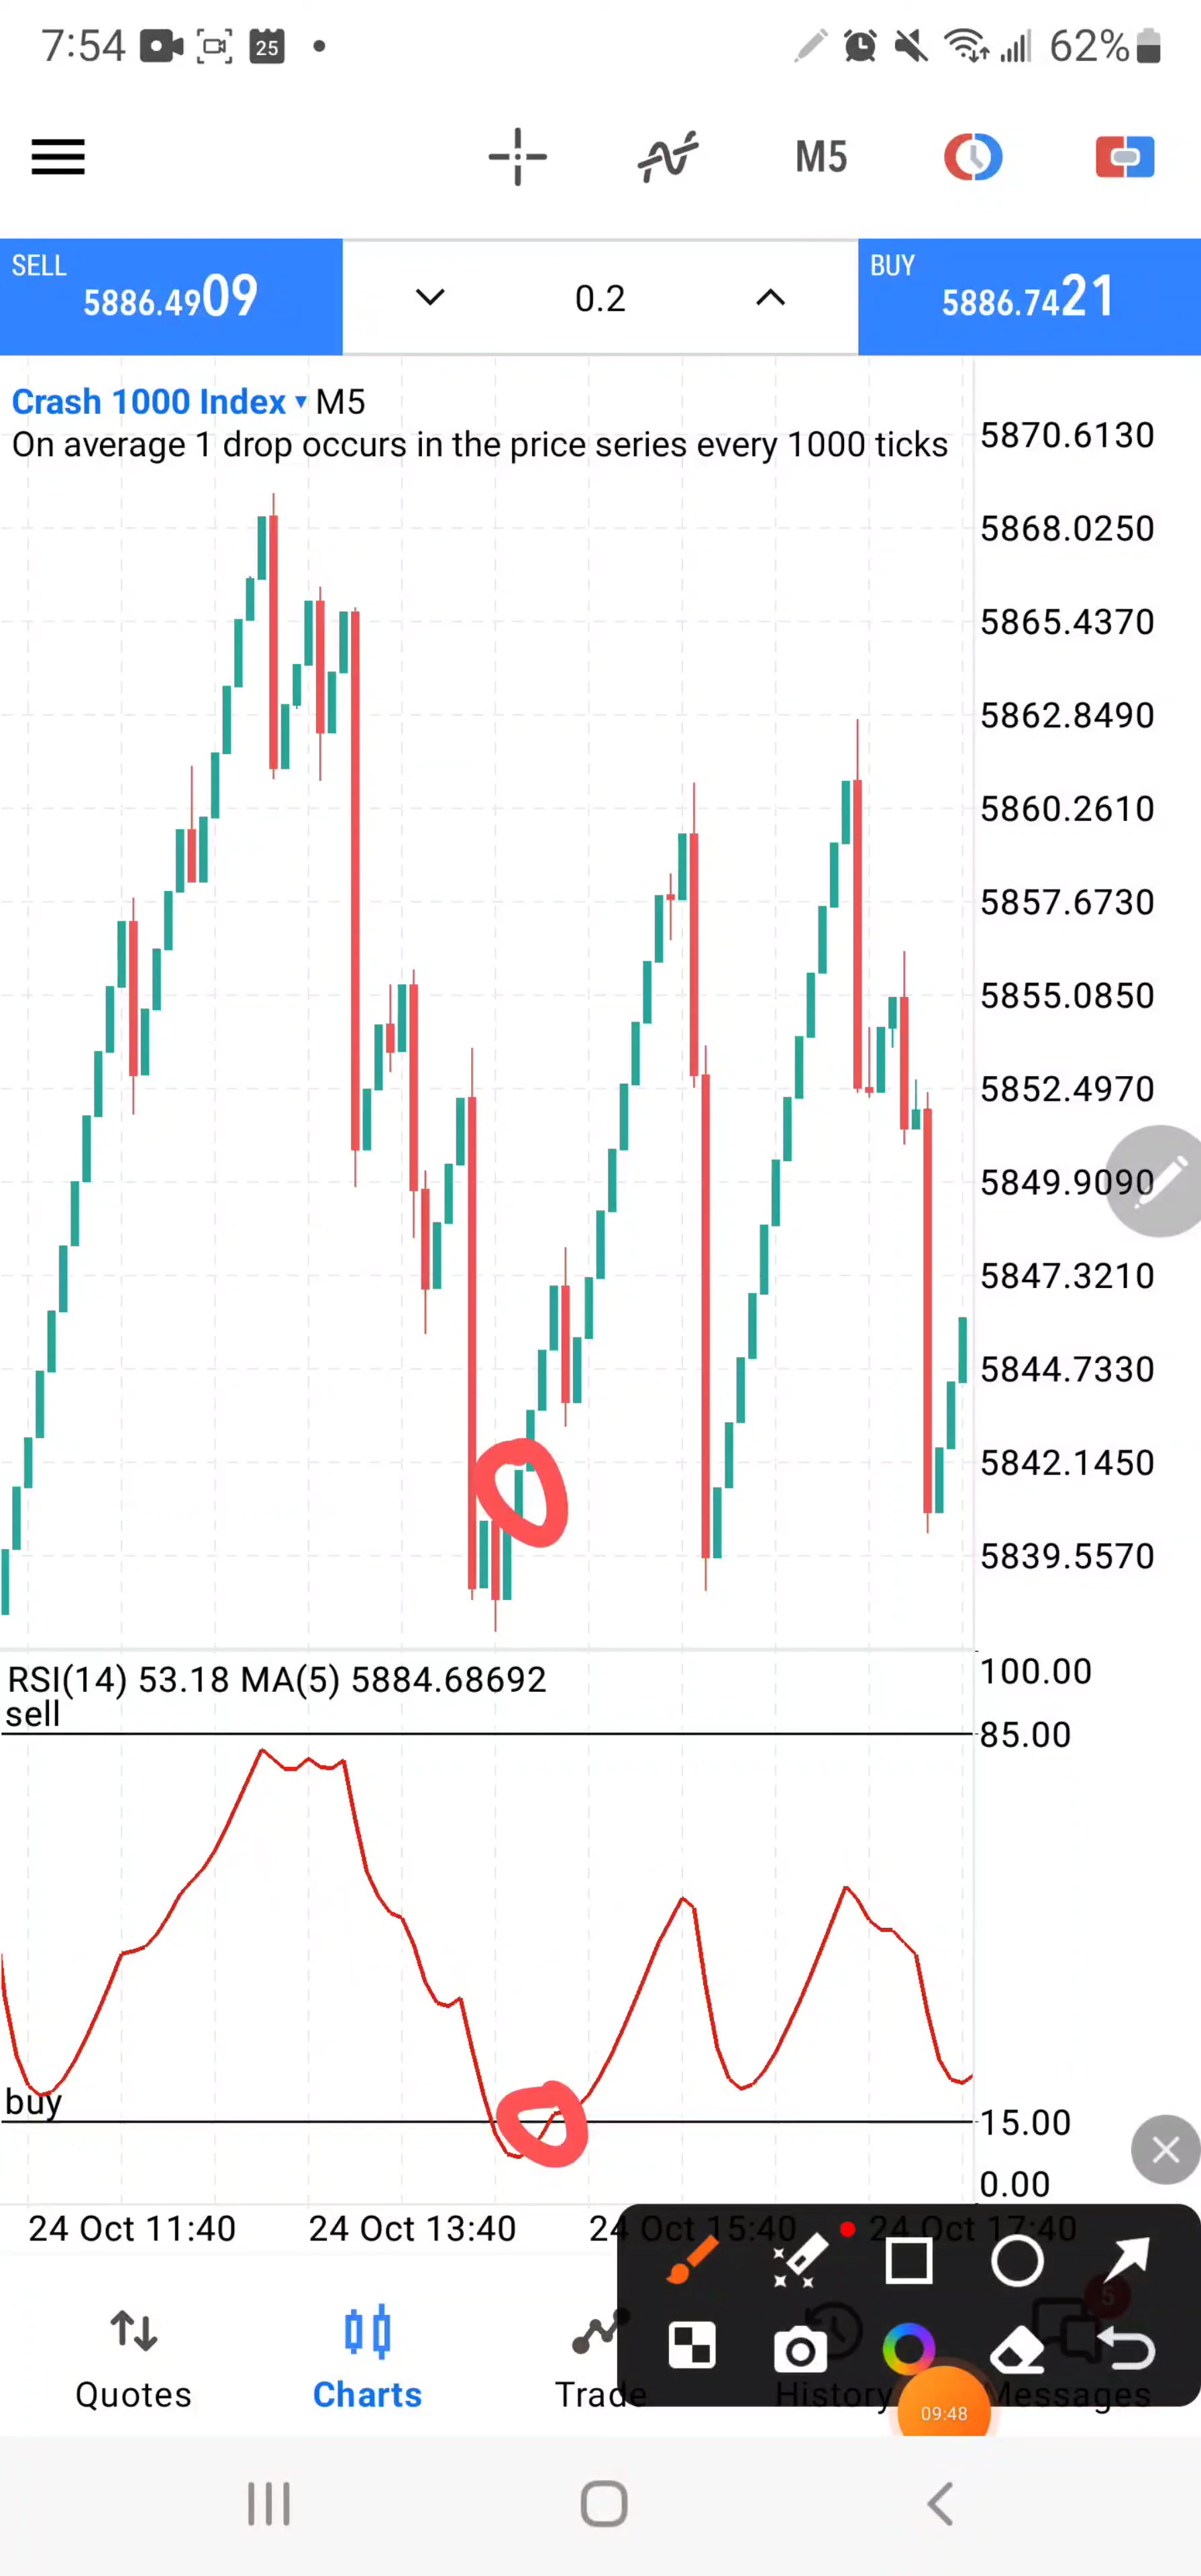 7:54 25 62%
M5
SELL
5886.4909
0.2
BUY
5886.7421
Crash 1000 Index ▾ M5
On average 1 drop occurs in the price series every 1000 ticks
5870.6130
5868.0250
5865.4370
5862.8490
5860.2610
5857.6730
5855.0850
5852.4970
5849.9090
5847.3210
5844.7330
5842.1450
5839.5570
RSI(14) 53.18 MA(5) 5884.68692
100.00
sell
85.00
buy
15.00
0.00
24 Oct 11:40 24 Oct 13:40 24 Oct 15:40 24 Oct 17:40
5
Quotes Charts Trade History Messages
09:48